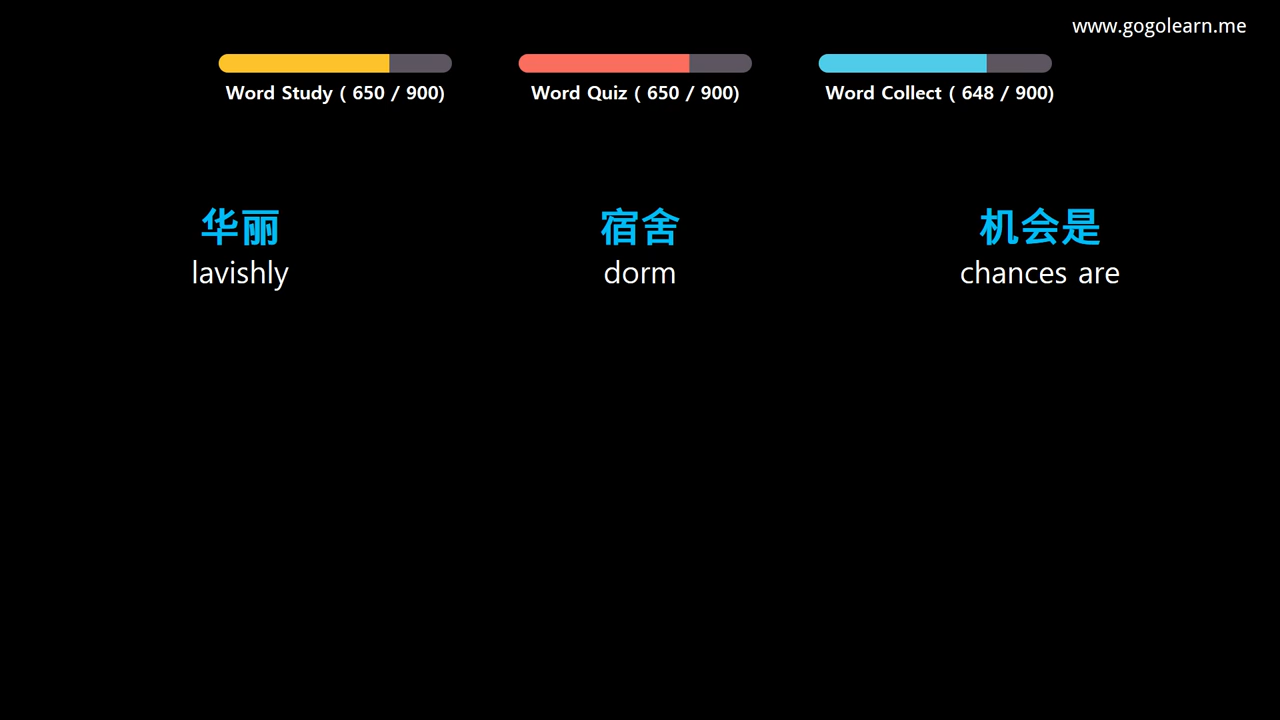 www.gogolearn.me
Word Study ( 650 / 900)
Word Quiz ( 650 / 900)
Word Collect ( 648 / 900)
华丽
lavishly
宿舍
dorm
机会是
chances are